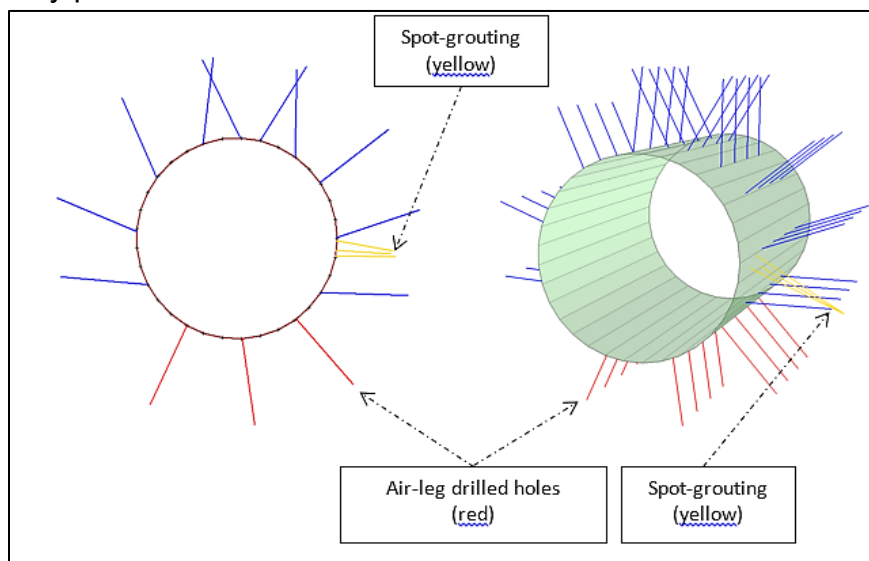 Spot-grouting
(yellow)
Air-leg drilled holes
(red)
Spot-grouting
(yellow)